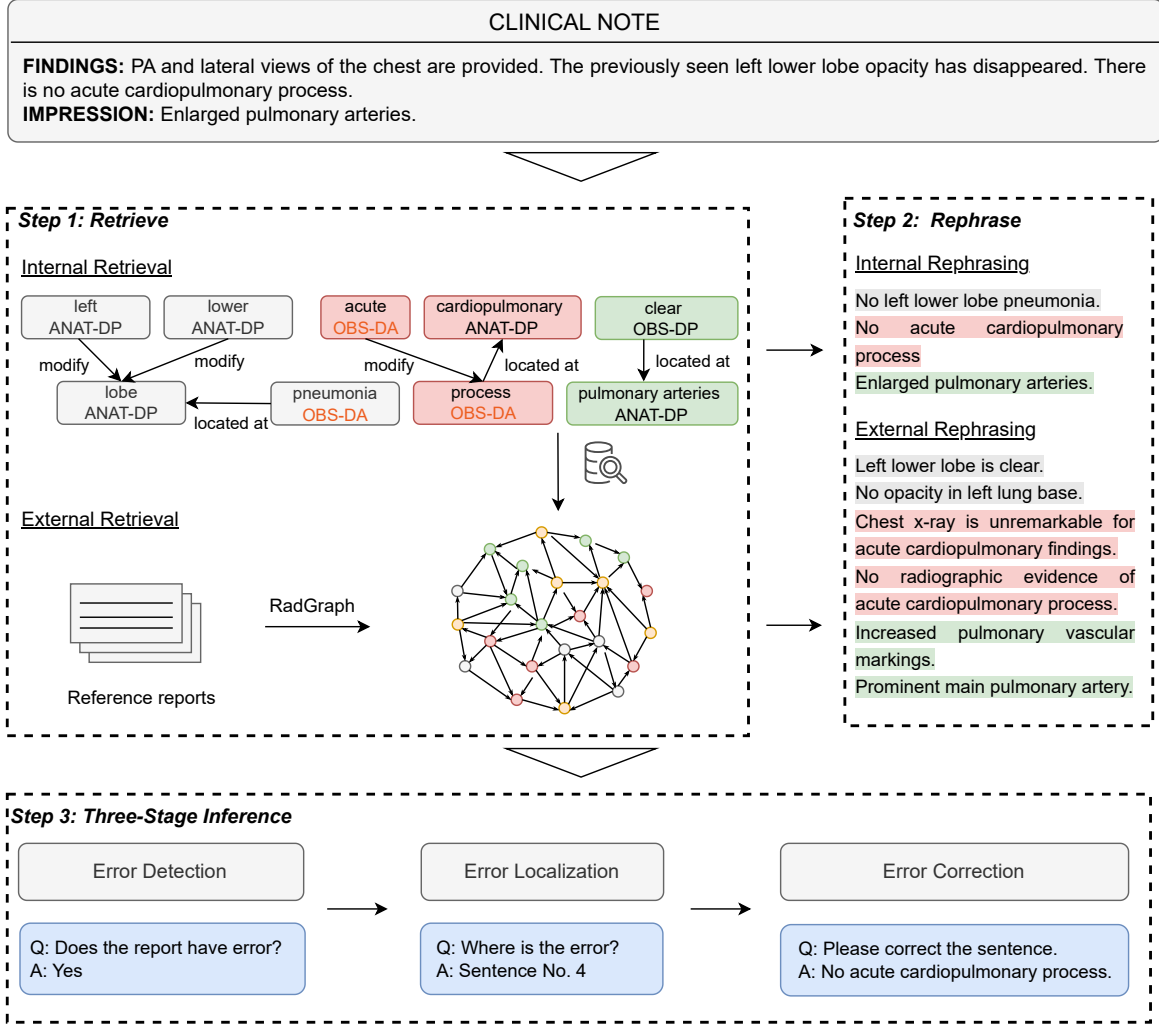 CLINICAL NOTE
FINDINGS: PA and lateral views of the chest are provided. The previously seen left lower lobe opacity has disappeared. There
is no acute cardiopulmonary process.
IMPRESSION: Enlarged pulmonary arteries.
Step 1: Retrieve
Internal Retrieval
left
ANAT-DP
lower
ANAT-DP
acute
OBS-DA
cardiopulmonary
ANAT-DP
clear
OBS-DP
modify
modify
modify
located at
located at
lobe
ANAT-DP
located at
pneumonia
OBS-DA
process
OBS-DA
pulmonary arteries
ANAT-DP
External Retrieval
RadGraph
Reference reports
Step 2: Rephrase
Internal Rephrasing
No left lower lobe pneumonia.
No acute cardiopulmonary
process
Enlarged pulmonary arteries.
External Rephrasing
Left lower lobe is clear.
No opacity in left lung base.
Chest x-ray is unremarkable for
acute cardiopulmonary findings.
No radiographic evidence of
acute cardiopulmonary process.
Increased pulmonary vascular
markings.
Prominent main pulmonary artery.
Step 3: Three-Stage Inference
Error Detection
Error Localization
Error Correction
Q: Does the report have error?
A: Yes
Q: Where is the error?
A: Sentence No. 4
Q: Please correct the sentence.
A: No acute cardiopulmonary process.